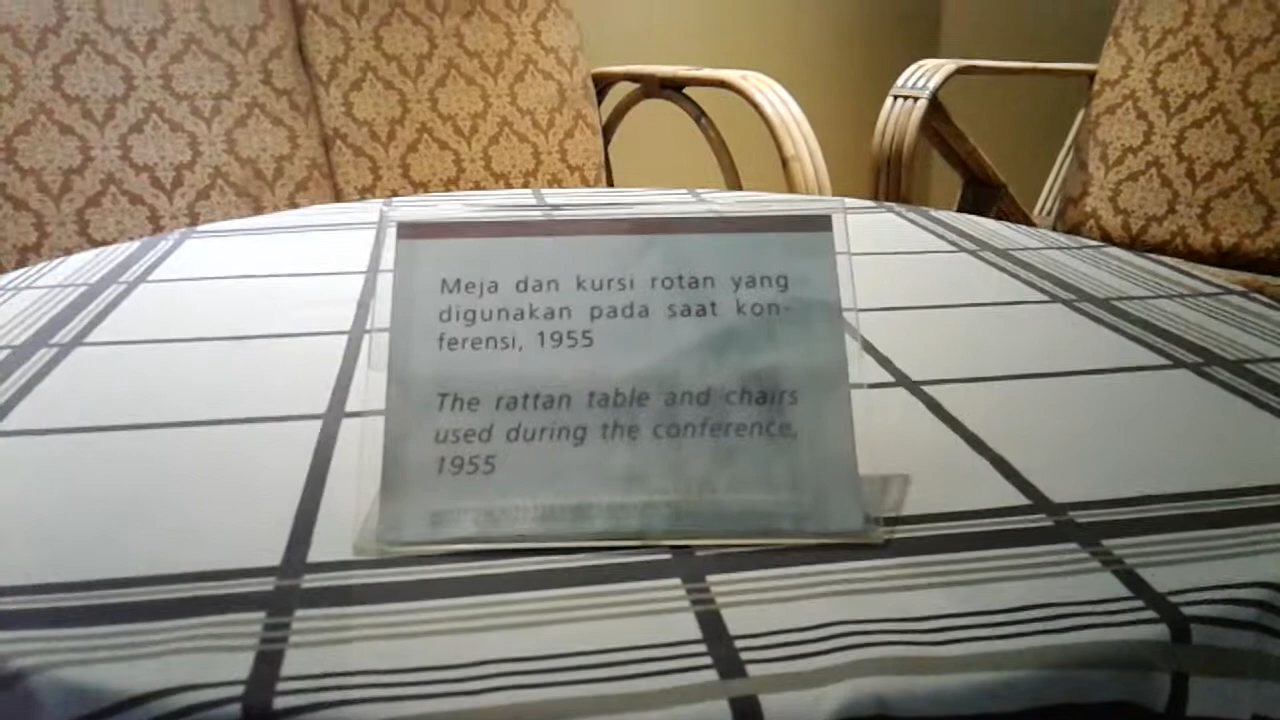 Meja dan kursi rotan yang
digunakan pada saat kon-
ferensi, 1955
The rattan table and chairs
used during the conference,
1955